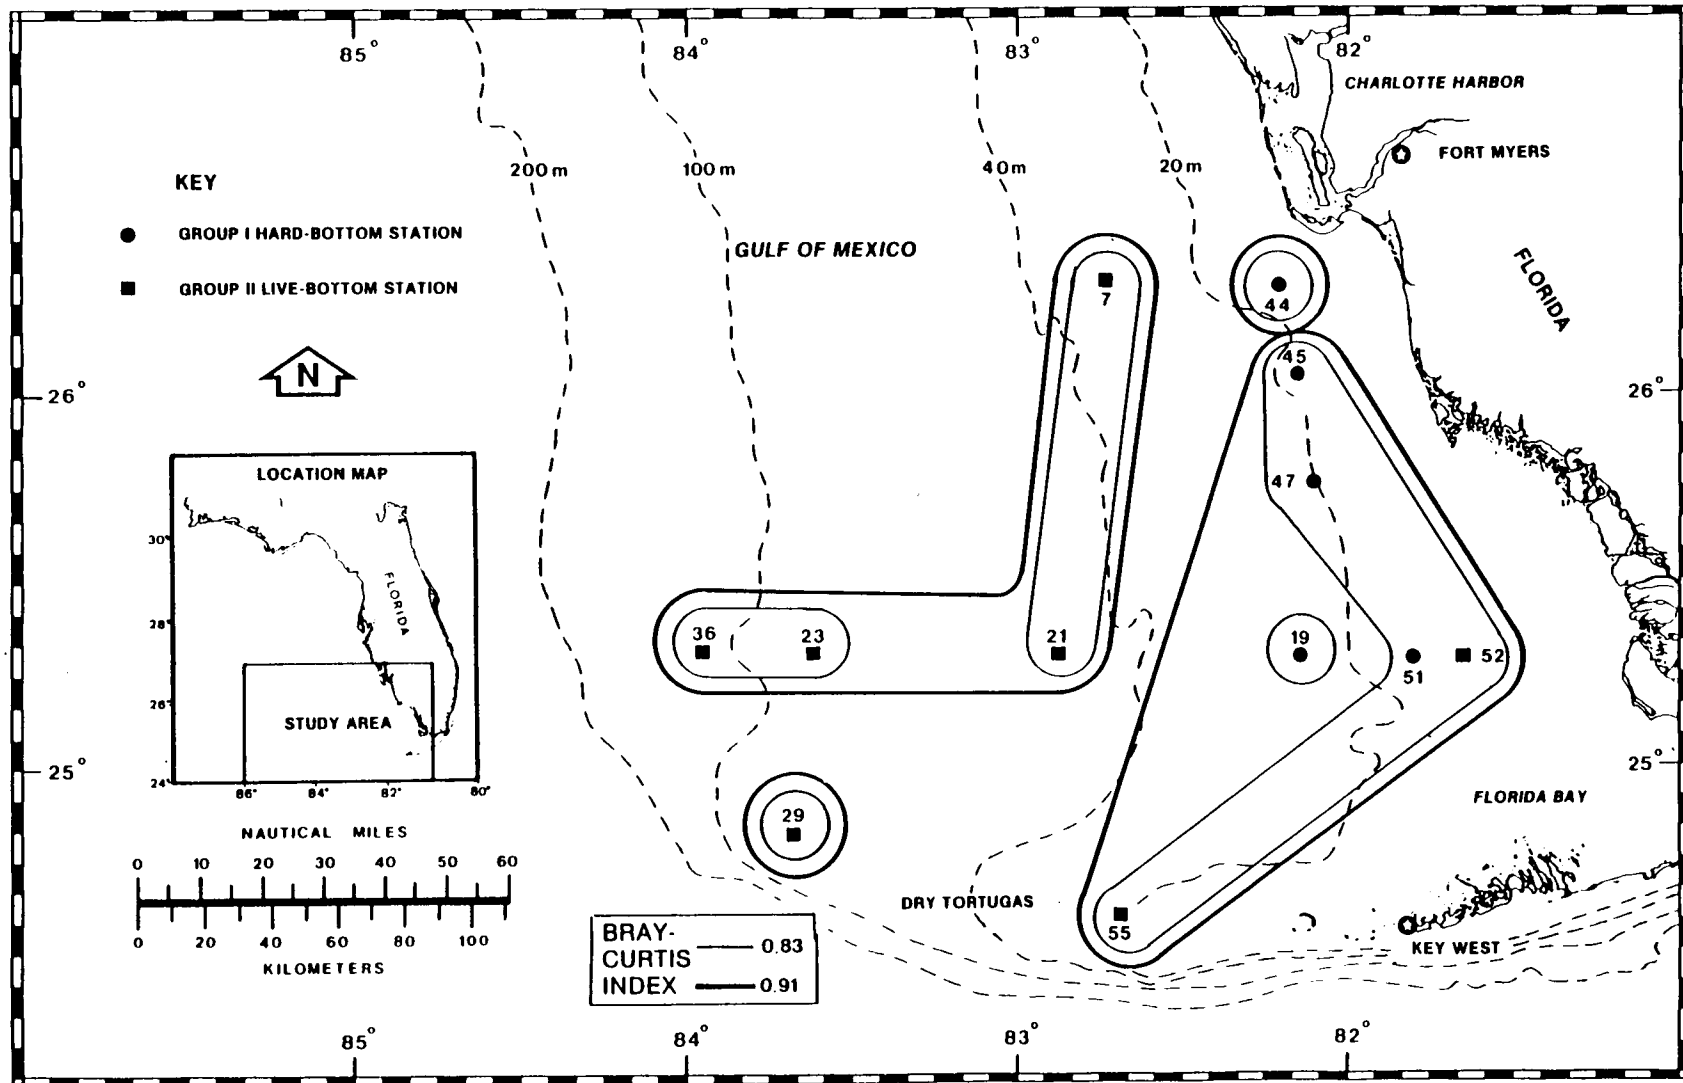 85° 84° 83° 82°
CHARLOTTE HARBOR
FORT MYERS
200m 100m 40m 20m
KEY
GROUP I HARD-BOTTOM STATION
GROUP II LIVE-BOTTOM STATION
GULF OF MEXICO
FLORIDA
7
44
45
N
26° 26°
47
LOCATION MAP
30°
28°
26°
24°
FLORIDA
STUDY AREA
86° 84° 82° 80°
36 23 21 19 51 52
25° 25°
29
FLORIDA BAY
NAUTICAL MILES
0 10 20 30 40 50 60
0 20 40 60 80 100
KILOMETERS
DRY TORTUGAS
55
KEY WEST
BRAY-
CURTIS
INDEX
0.83
0.91
85° 84° 83° 82°